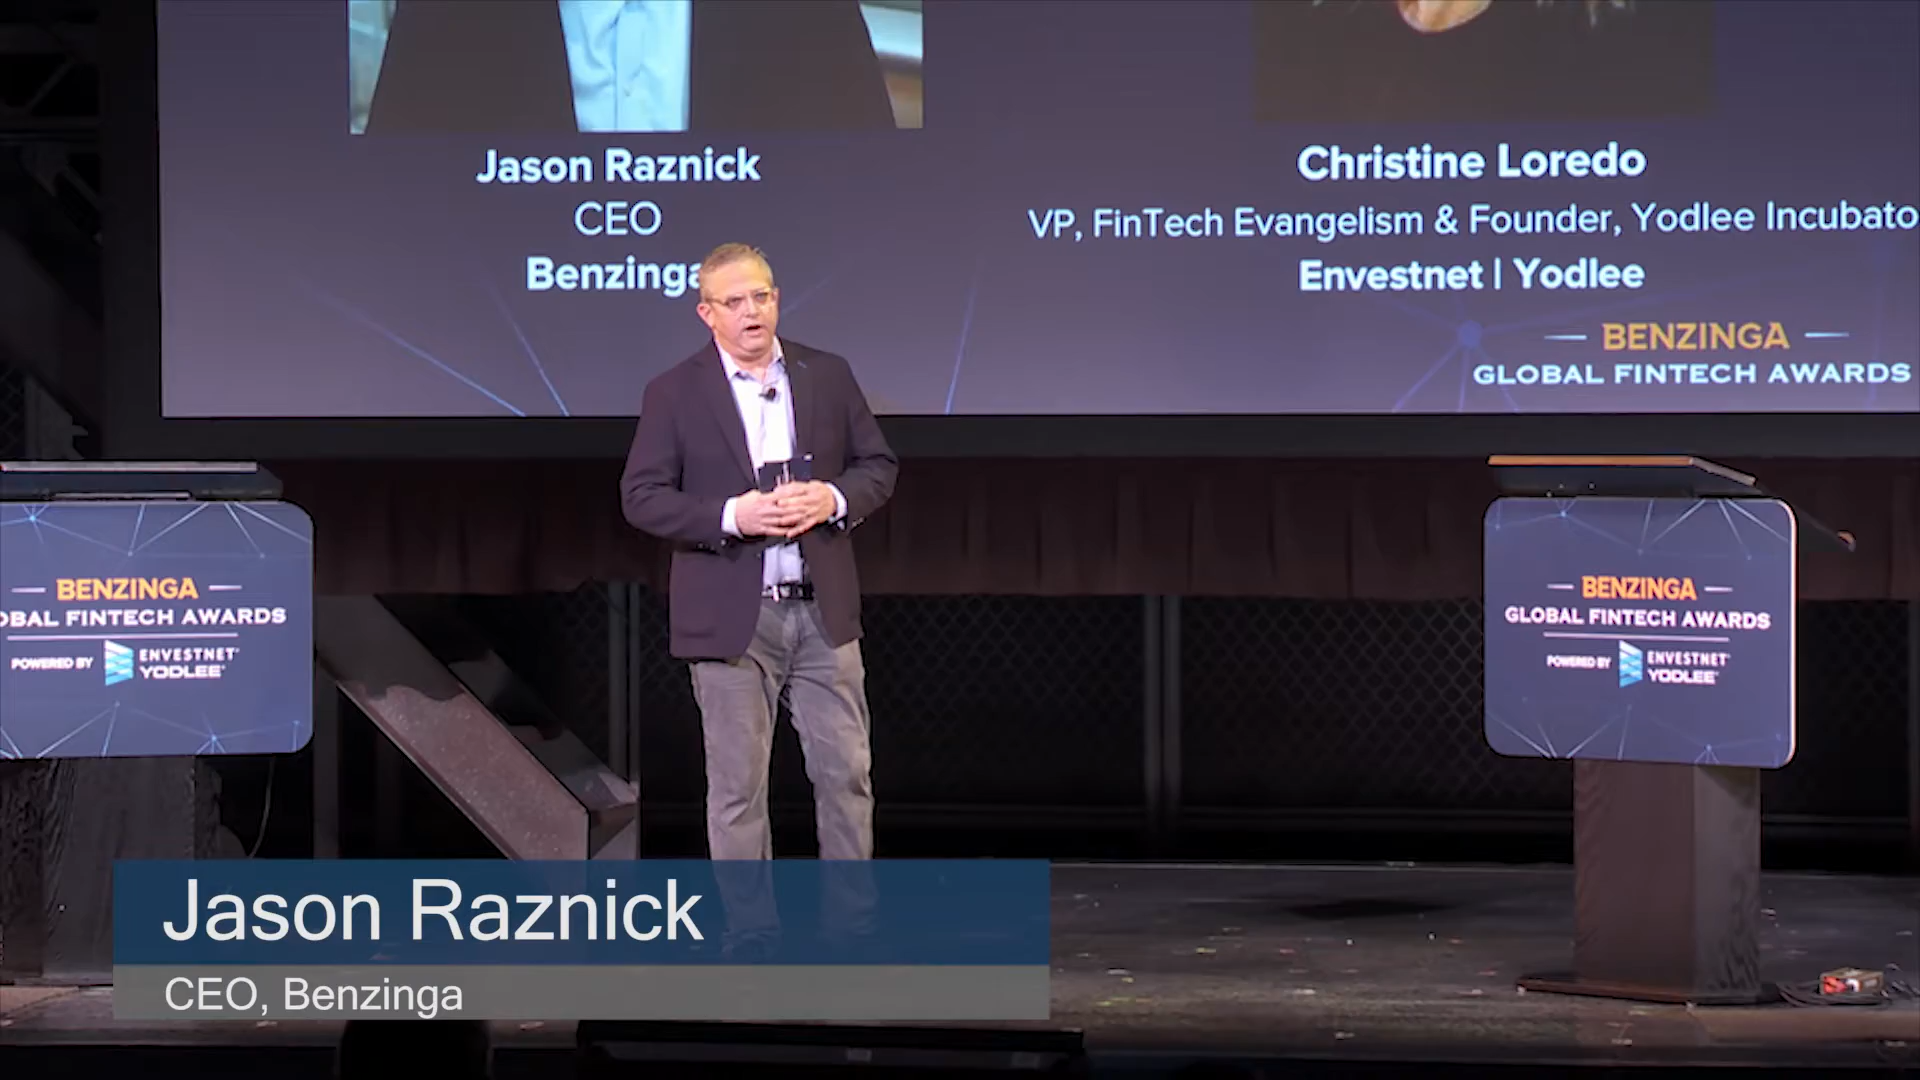 Jason Raznick
CEO
Benzinga
Christine Loredo
VP, FinTech Evangelism & Founder, Yodlee Incubato
Envestnet | Yodlee
BENZINGA
GLOBAL FINTECH AWARDS
BENZINGA
OBAL FINTECH AWARDS
POWERED BY ENVESTNET
YODLEE
BENZINGA
GLOBAL FINTECH AWARDS
POWERED BY ENVESTNET
YODLEE
Jason Raznick
CEO, Benzinga